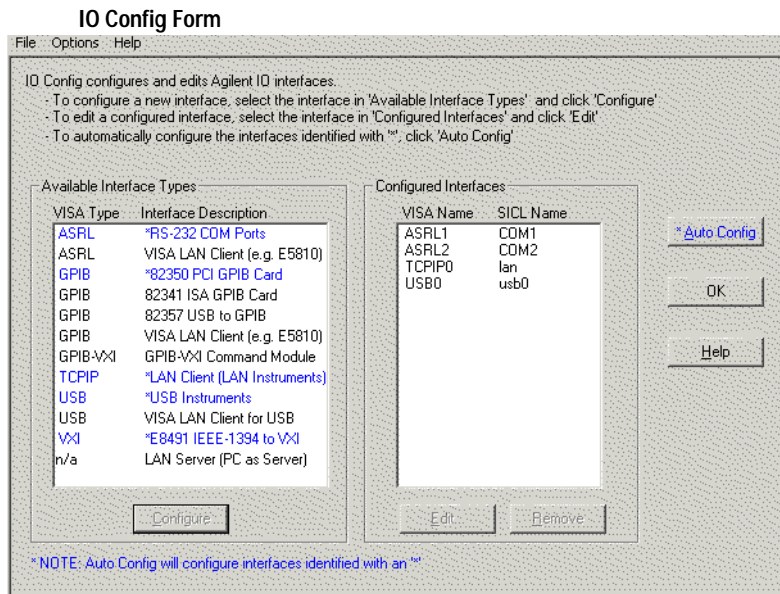 IO Config Form
File Options Help
IO Config configures and edits Agilent IO interfaces.
- To configure a new interface, select the interface in 'Available Interface Types' and click 'Configure'
- To edit a configured interface, select the interface in 'Configured Interfaces' and click 'Edit'
- To automatically configure the interfaces identified with '*', click 'Auto Config'
Available Interface Types
VISA Type Interface Description
ASRL *RS-232 COM Ports
ASRL VISA LAN Client (e.g. E5810)
GPIB *82350 PCI GPIB Card
GPIB 82341 ISA GPIB Card
GPIB 82357 USB to GPIB
GPIB VISA LAN Client (e.g. E5810)
GPIB-VXI GPIB-VXI Command Module
TCPIP *LAN Client (LAN Instruments)
USB *USB Instruments
USB VISA LAN Client for USB
VXI *E8491 IEEE-1394 to VXI
n/a LAN Server (PC as Server)
Configure
Configured Interfaces
VISA Name SICL Name
ASRL1 COM1
ASRL2 COM2
TCPIP0 lan
USB0 usb0
Edit Remove
* Auto Config
OK
Help
* NOTE: Auto Config will configure interfaces identified with an '*'